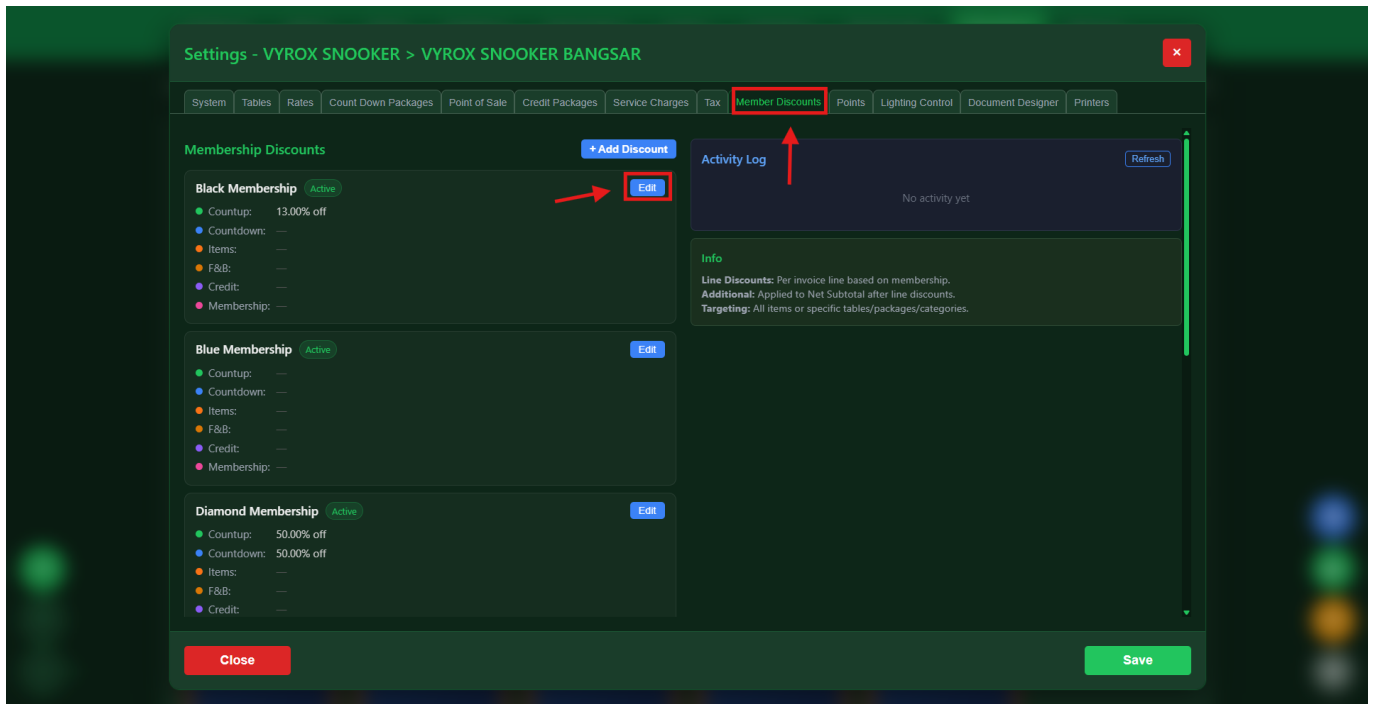 Settings - VYROX SNOOKER > VYROX SNOOKER BANGSAR
×
System Tables Rates Count Down Packages Point of Sale Credit Packages Service Charges Tax Member Discounts Points Lighting Control Document Designer Printers
Membership Discounts
+ Add Discount
Black Membership Active
Edit
Countup: 13.00% off
Countdown: —
Items: —
F&B: —
Credit: —
Membership: —
Blue Membership Active
Edit
Countup: —
Countdown: —
Items: —
F&B: —
Credit: —
Membership: —
Diamond Membership Active
Edit
Countup: 50.00% off
Countdown: 50.00% off
Items: —
F&B: —
Credit: —
Activity Log
Refresh
No activity yet
Info
Line Discounts: Per invoice line based on membership.
Additional: Applied to Net Subtotal after line discounts.
Targeting: All items or specific tables/packages/categories.
Close
Save